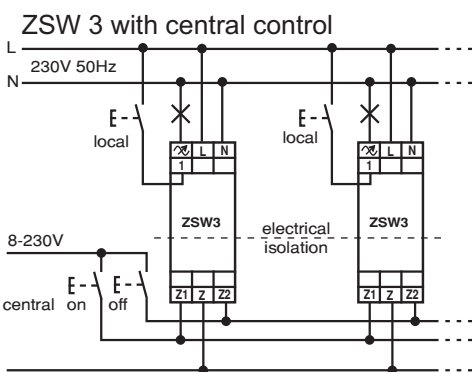 ZSW 3 with central control
L
230V 50Hz
N
local
local
L N
L N
1
1
ZSW3
ZSW3
electrical
isolation
8-230V
central on off
Z1 Z Z2
Z1 Z Z2